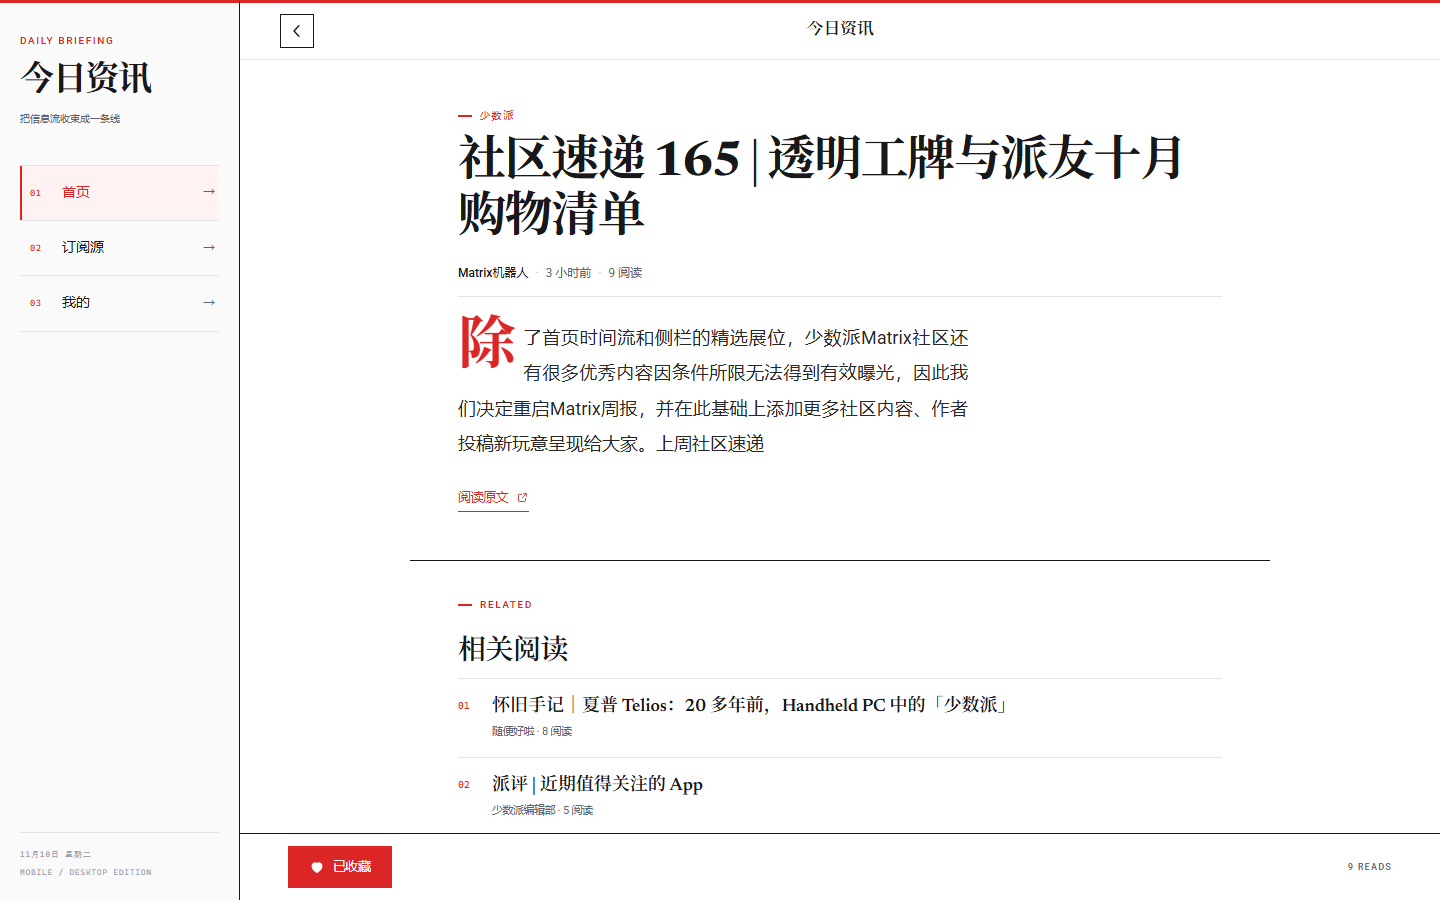 DAILY BRIEFING
今日资讯
把信息流收束成一条线
01 首页 →
02 订阅源 →
03 我的 →
11月10日 星期二
MOBILE / DESKTOP EDITION
今日资讯
少数派
社区速递 165 | 透明工牌与派友十月
购物清单
Matrix机器人 · 3 小时前 · 9 阅读
除了首页时间流和侧栏的精选展位，少数派Matrix社区还
有很多优秀内容因条件所限无法得到有效曝光，因此我
们决定重启Matrix周报，并在此基础上添加更多社区内容、作者
投稿新玩意呈现给大家。上周社区速递
阅读原文
RELATED
相关阅读
01 怀旧手记｜夏普 Telios：20 多年前，Handheld PC 中的「少数派」
随便好啦 · 8 阅读
02 派评 | 近期值得关注的 App
少数派编辑部 · 5 阅读
已收藏
9 READS